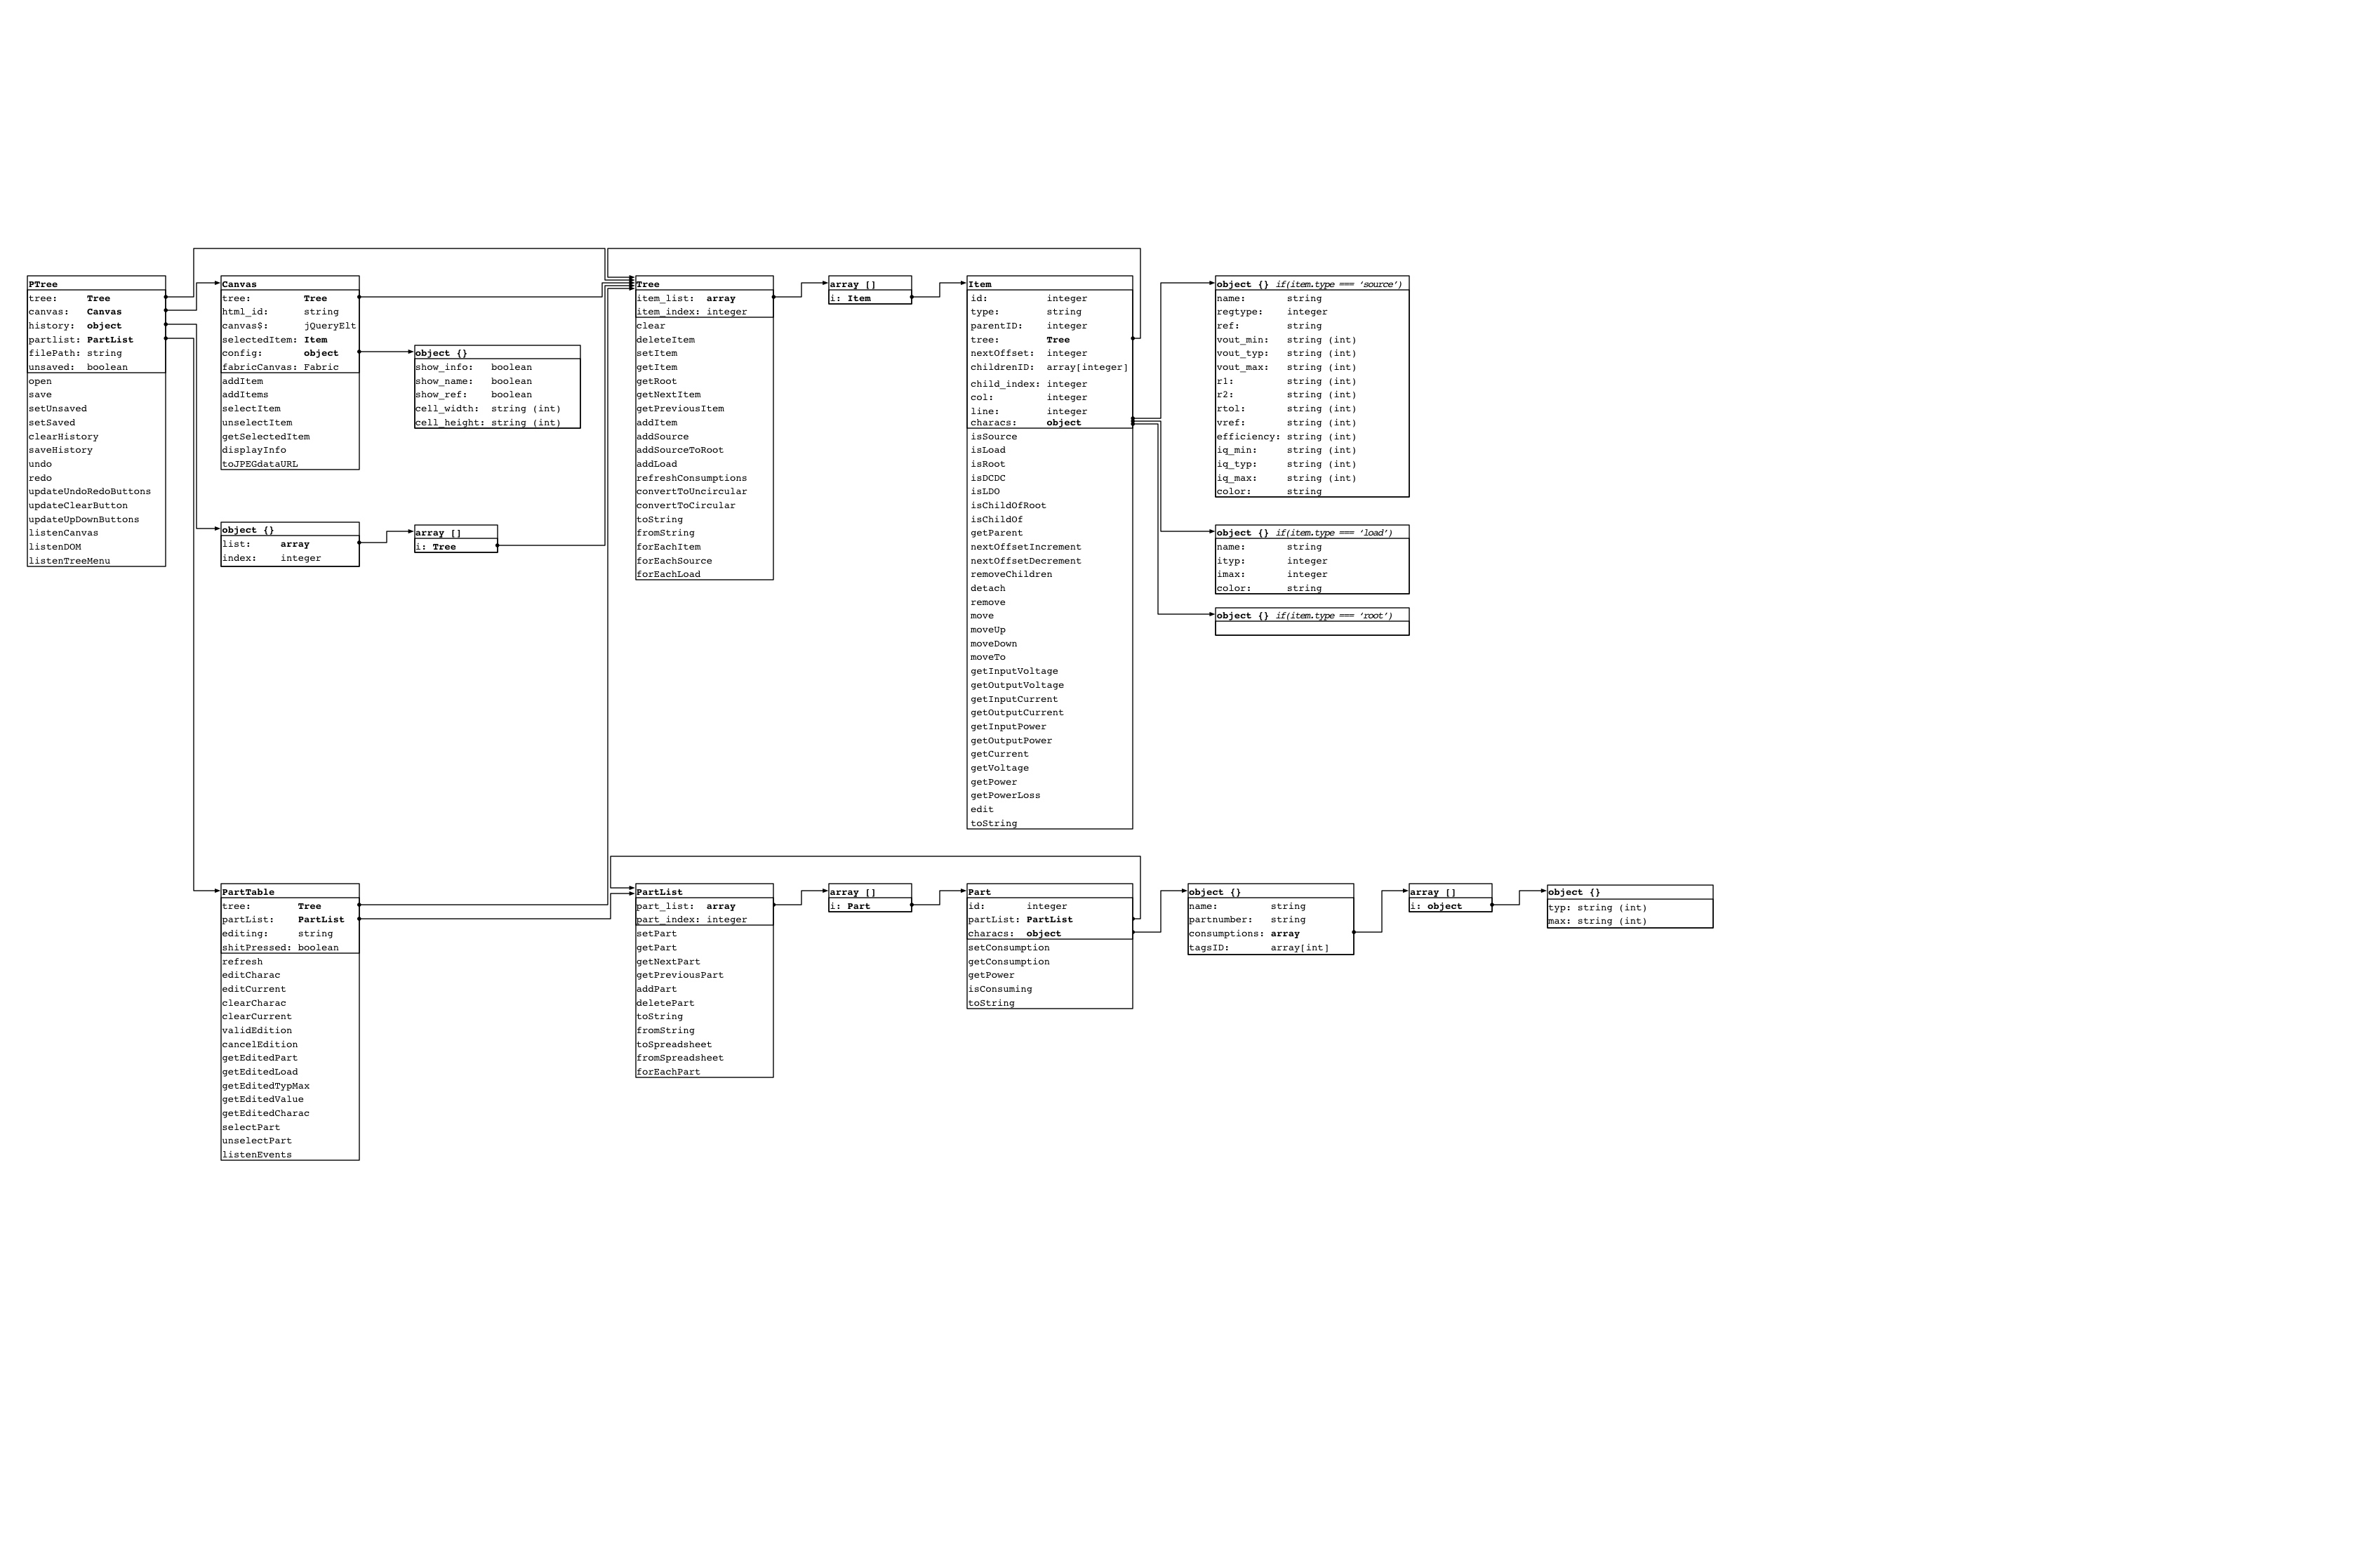 PTree
tree: Tree
canvas: Canvas
history: object
partlist: PartList
filePath: string
unsaved: boolean
open
save
setUnsaved
setSaved
clearHistory
saveHistory
undo
redo
updateUndoRedoButtons
updateClearButton
updateUpDownButtons
listenCanvas
listenDOM
listenTreeMenu
Canvas
tree: Tree
html_id: string
canvas$: jQueryElt
selectedItem: Item
config: object
fabricCanvas: Fabric
addItem
addItems
selectItem
unselectItem
getSelectedItem
displayInfo
toJPEGdataURL
object {}
show_info: boolean
show_name: boolean
show_ref: boolean
cell_width: string (int)
cell_height: string (int)
object {}
list: array
index: integer
array []
i: Tree
Tree
item_list: array
item_index: integer
clear
deleteItem
setItem
getItem
getRoot
getNextItem
getPreviousItem
addItem
addSource
addSourceToRoot
addLoad
refreshConsumptions
convertToUncircular
convertToCircular
toString
fromString
forEachItem
forEachSource
forEachLoad
array []
i: Item
Item
id: integer
type: string
parentID: integer
tree: Tree
nextOffset: integer
childrenID: array[integer]
child_index: integer
col: integer
line: integer
characs: object
isSource
isLoad
isRoot
isDCDC
isLDO
isChildOfRoot
isChildOf
getParent
nextOffsetIncrement
nextOffsetDecrement
removeChildren
detach
remove
move
moveUp
moveDown
moveTo
getInputVoltage
getOutputVoltage
getInputCurrent
getOutputCurrent
getInputPower
getOutputPower
getCurrent
getVoltage
getPower
getPowerLoss
edit
toString
object {} if(item.type === ‘source’)
name: string
regtype: integer
ref: string
vout_min: string (int)
vout_typ: string (int)
vout_max: string (int)
r1: string (int)
r2: string (int)
rtol: string (int)
vref: string (int)
efficiency: string (int)
iq_min: string (int)
iq_typ: string (int)
iq_max: string (int)
color: string
object {} if(item.type === ‘load’)
name: string
ityp: integer
imax: integer
color: string
object {} if(item.type === ‘root’)
PartTable
tree: Tree
partList: PartList
editing: string
shitPressed: boolean
refresh
editCharac
editCurrent
clearCharac
clearCurrent
validEdition
cancelEdition
getEditedPart
getEditedLoad
getEditedTypMax
getEditedValue
getEditedCharac
selectPart
unselectPart
listenEvents
PartList
part_list: array
part_index: integer
setPart
getPart
getNextPart
getPreviousPart
addPart
deletePart
toString
fromString
toSpreadsheet
fromSpreadsheet
forEachPart
array []
i: Part
Part
id: integer
partList: PartList
characs: object
setConsumption
getConsumption
getPower
isConsuming
toString
object {}
name: string
partnumber: string
consumptions: array
tagsID: array[int]
array []
i: object
object {}
typ: string (int)
max: string (int)